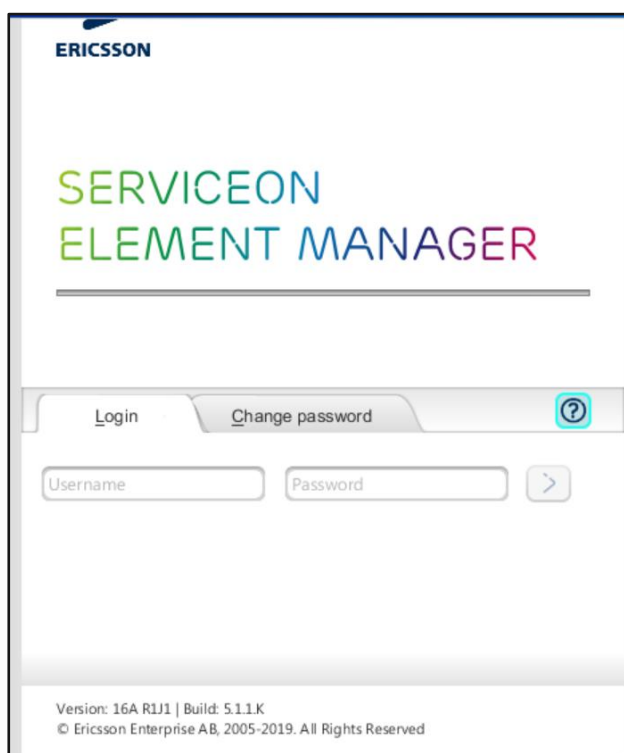 ERICSSON
SERVICEON
ELEMENT MANAGER
Login
Change password
?
Username
Password
Version: 16A R1J1 | Build: 5.1.1.K
© Ericsson Enterprise AB, 2005-2019. All Rights Reserved